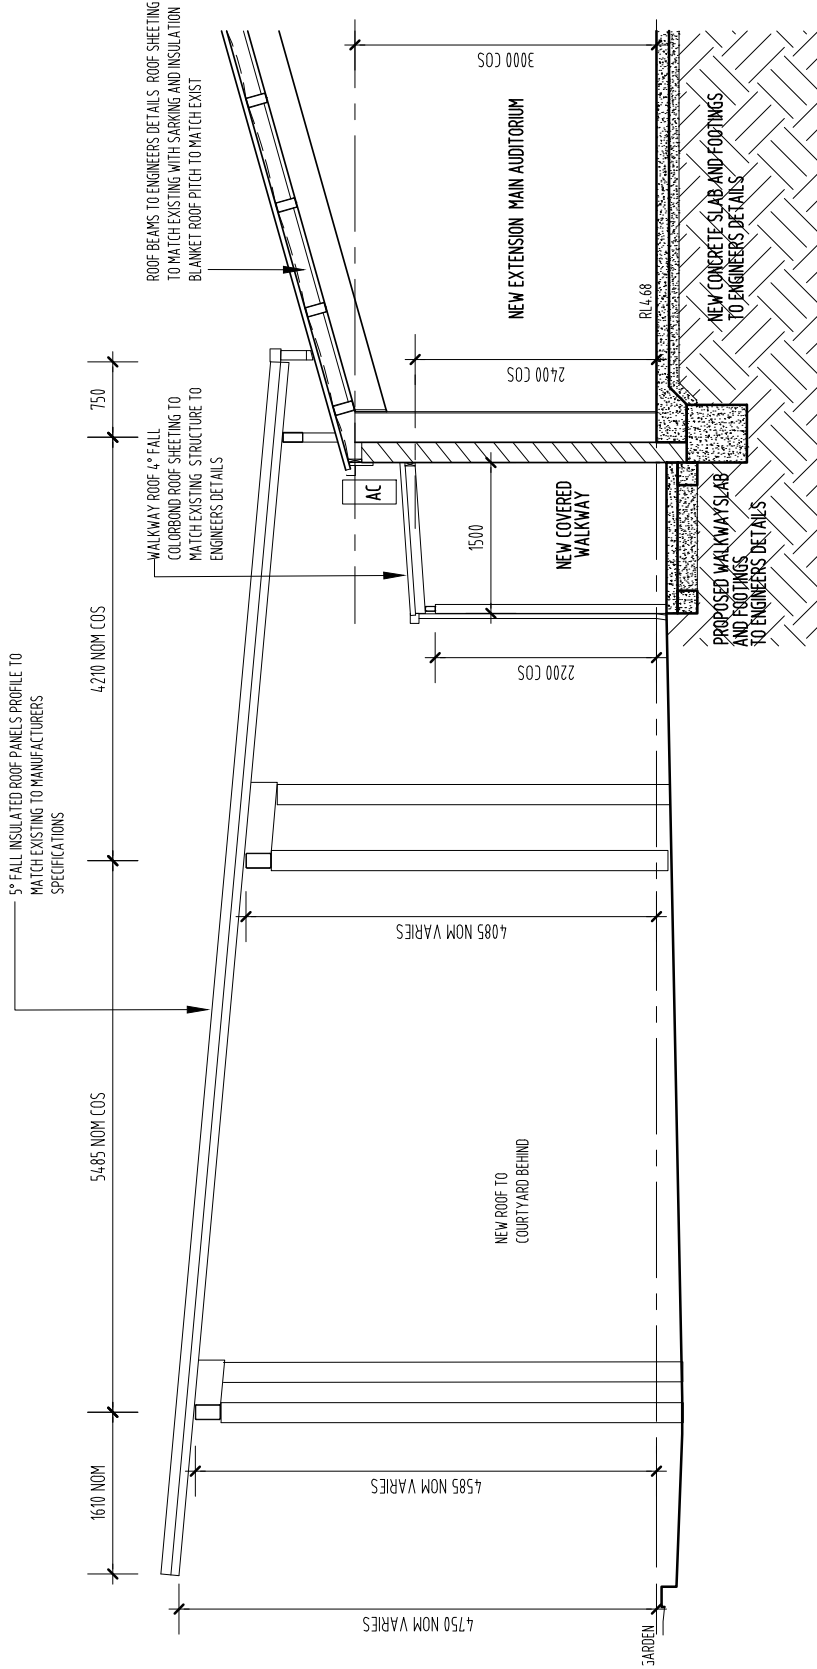 5° FALL INSULATED ROOF PANELS PROFILE TO
MATCH EXISTING TO MANUFACTURERS
SPECIFICATIONS
1610 NOM
5485 NOM COS
4210 NOM COS
750
ROOF BEAMS TO ENGINEERS DETAILS ROOF SHEETING
TO MATCH EXISTING WITH SARKING AND INSULATION
BLANKET ROOF PITCH TO MATCH EXIST
WALKWAY ROOF 4° FALL
COLORBOND ROOF SHEETING TO
MATCH EXISTING STRUCTURE TO
ENGINEERS DETAILS
AC
4750 NOM VARIES
4585 NOM VARIES
4085 NOM VARIES
2200 COS
1500
2400 COS
3000 COS
NEW ROOF TO
COURTYARD BEHIND
NEW COVERED
WALKWAY
NEW EXTENSION MAIN AUDITORIUM
RL4.68
GARDEN
PROPOSED WALKWAY SLAB
AND FOOTINGS
TO ENGINEERS DETAILS
NEW CONCRETE SLAB AND FOOTINGS
TO ENGINEERS DETAILS